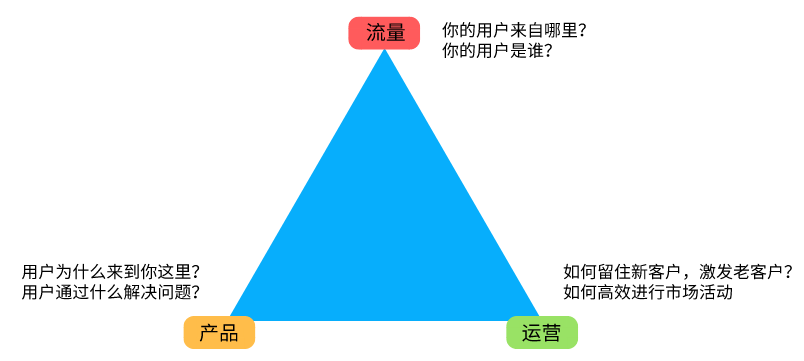 流量
你的用户来自哪里？
你的用户是谁？
用户为什么来到你这里？
用户通过什么解决问题？
产品
如何留住新客户，激发老客户？
如何高效进行市场活动
运营